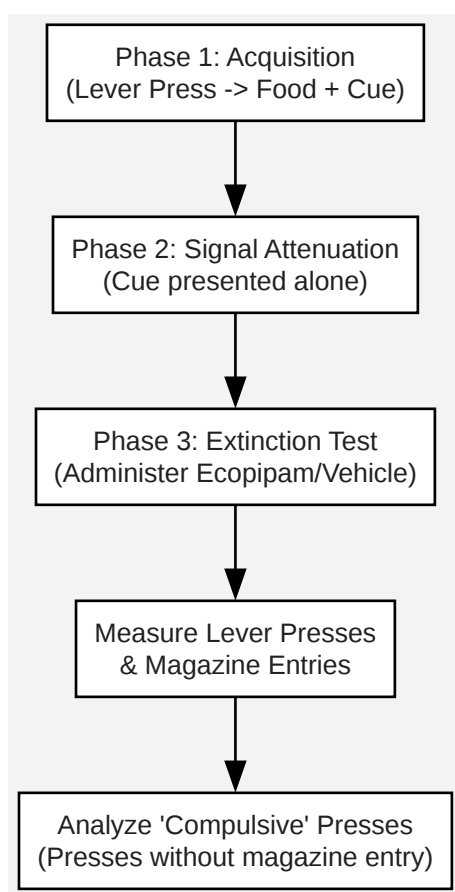 Phase 1: Acquisition
(Lever Press -> Food + Cue)
Phase 2: Signal Attenuation
(Cue presented alone)
Phase 3: Extinction Test
(Administer Ecopipam/Vehicle)
Measure Lever Presses
& Magazine Entries
Analyze 'Compulsive' Presses
(Presses without magazine entry)